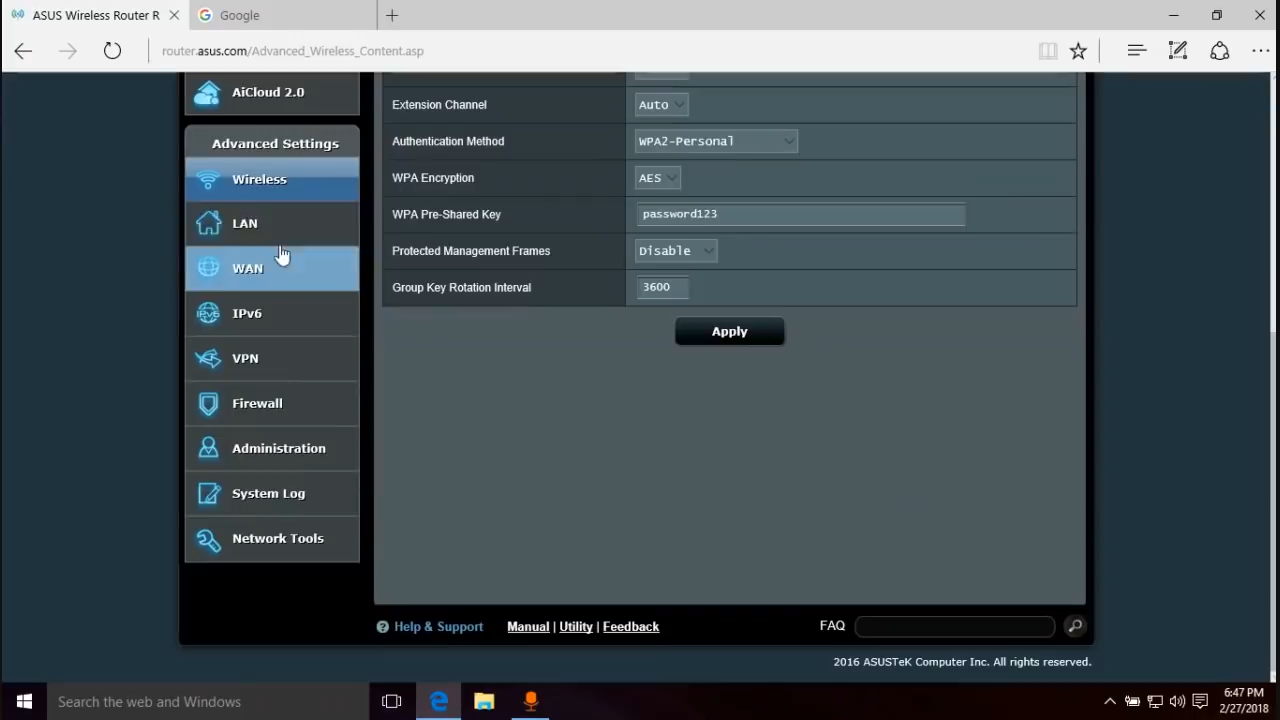 ASUS Wireless Router R
Google
router.asus.com/Advanced_Wireless_Content.asp
AiCloud 2.0
Advanced Settings
Wireless
LAN
WAN
IPv6
VPN
Firewall
Administration
System Log
Network Tools
Extension Channel Auto
Authentication Method WPA2-Personal
WPA Encryption AES
WPA Pre-Shared Key password123
Protected Management Frames Disable
Group Key Rotation Interval 3600
Apply
Help & Support Manual | Utility | Feedback FAQ
2016 ASUSTeK Computer Inc. All rights reserved.
Search the web and Windows
6:47 PM
2/27/2018